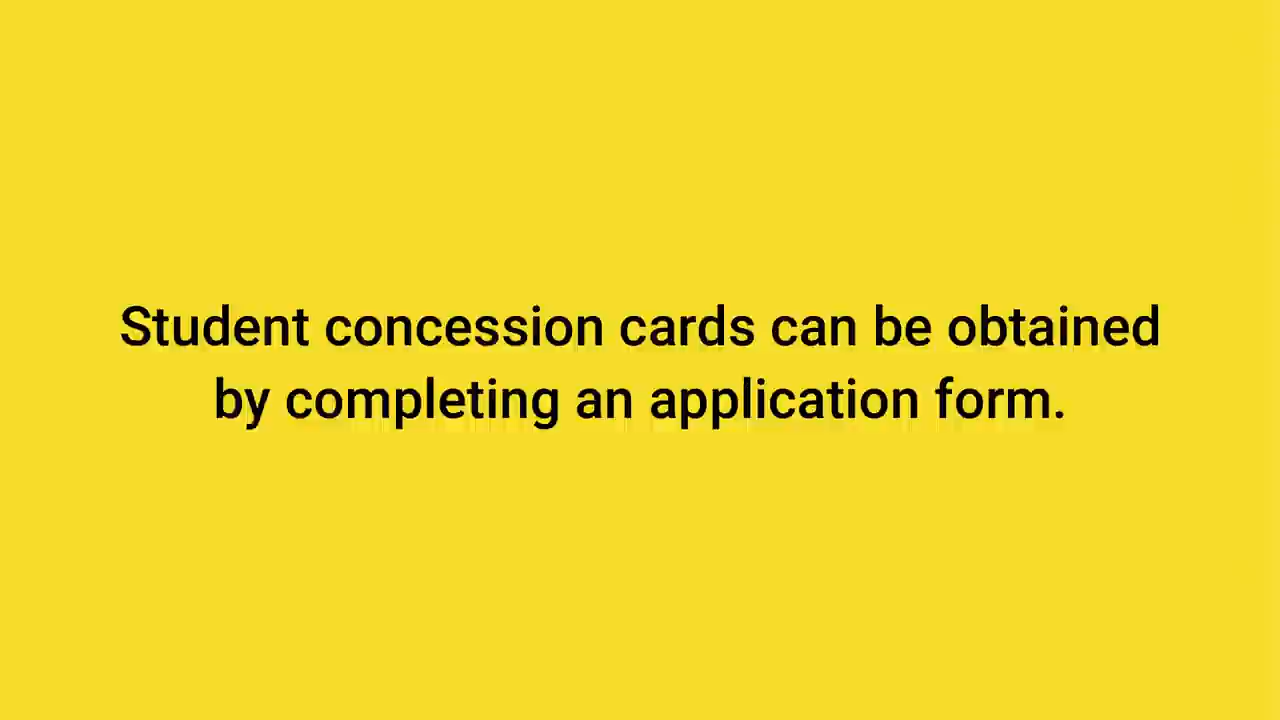 Student concession cards can be obtained
by completing an application form.